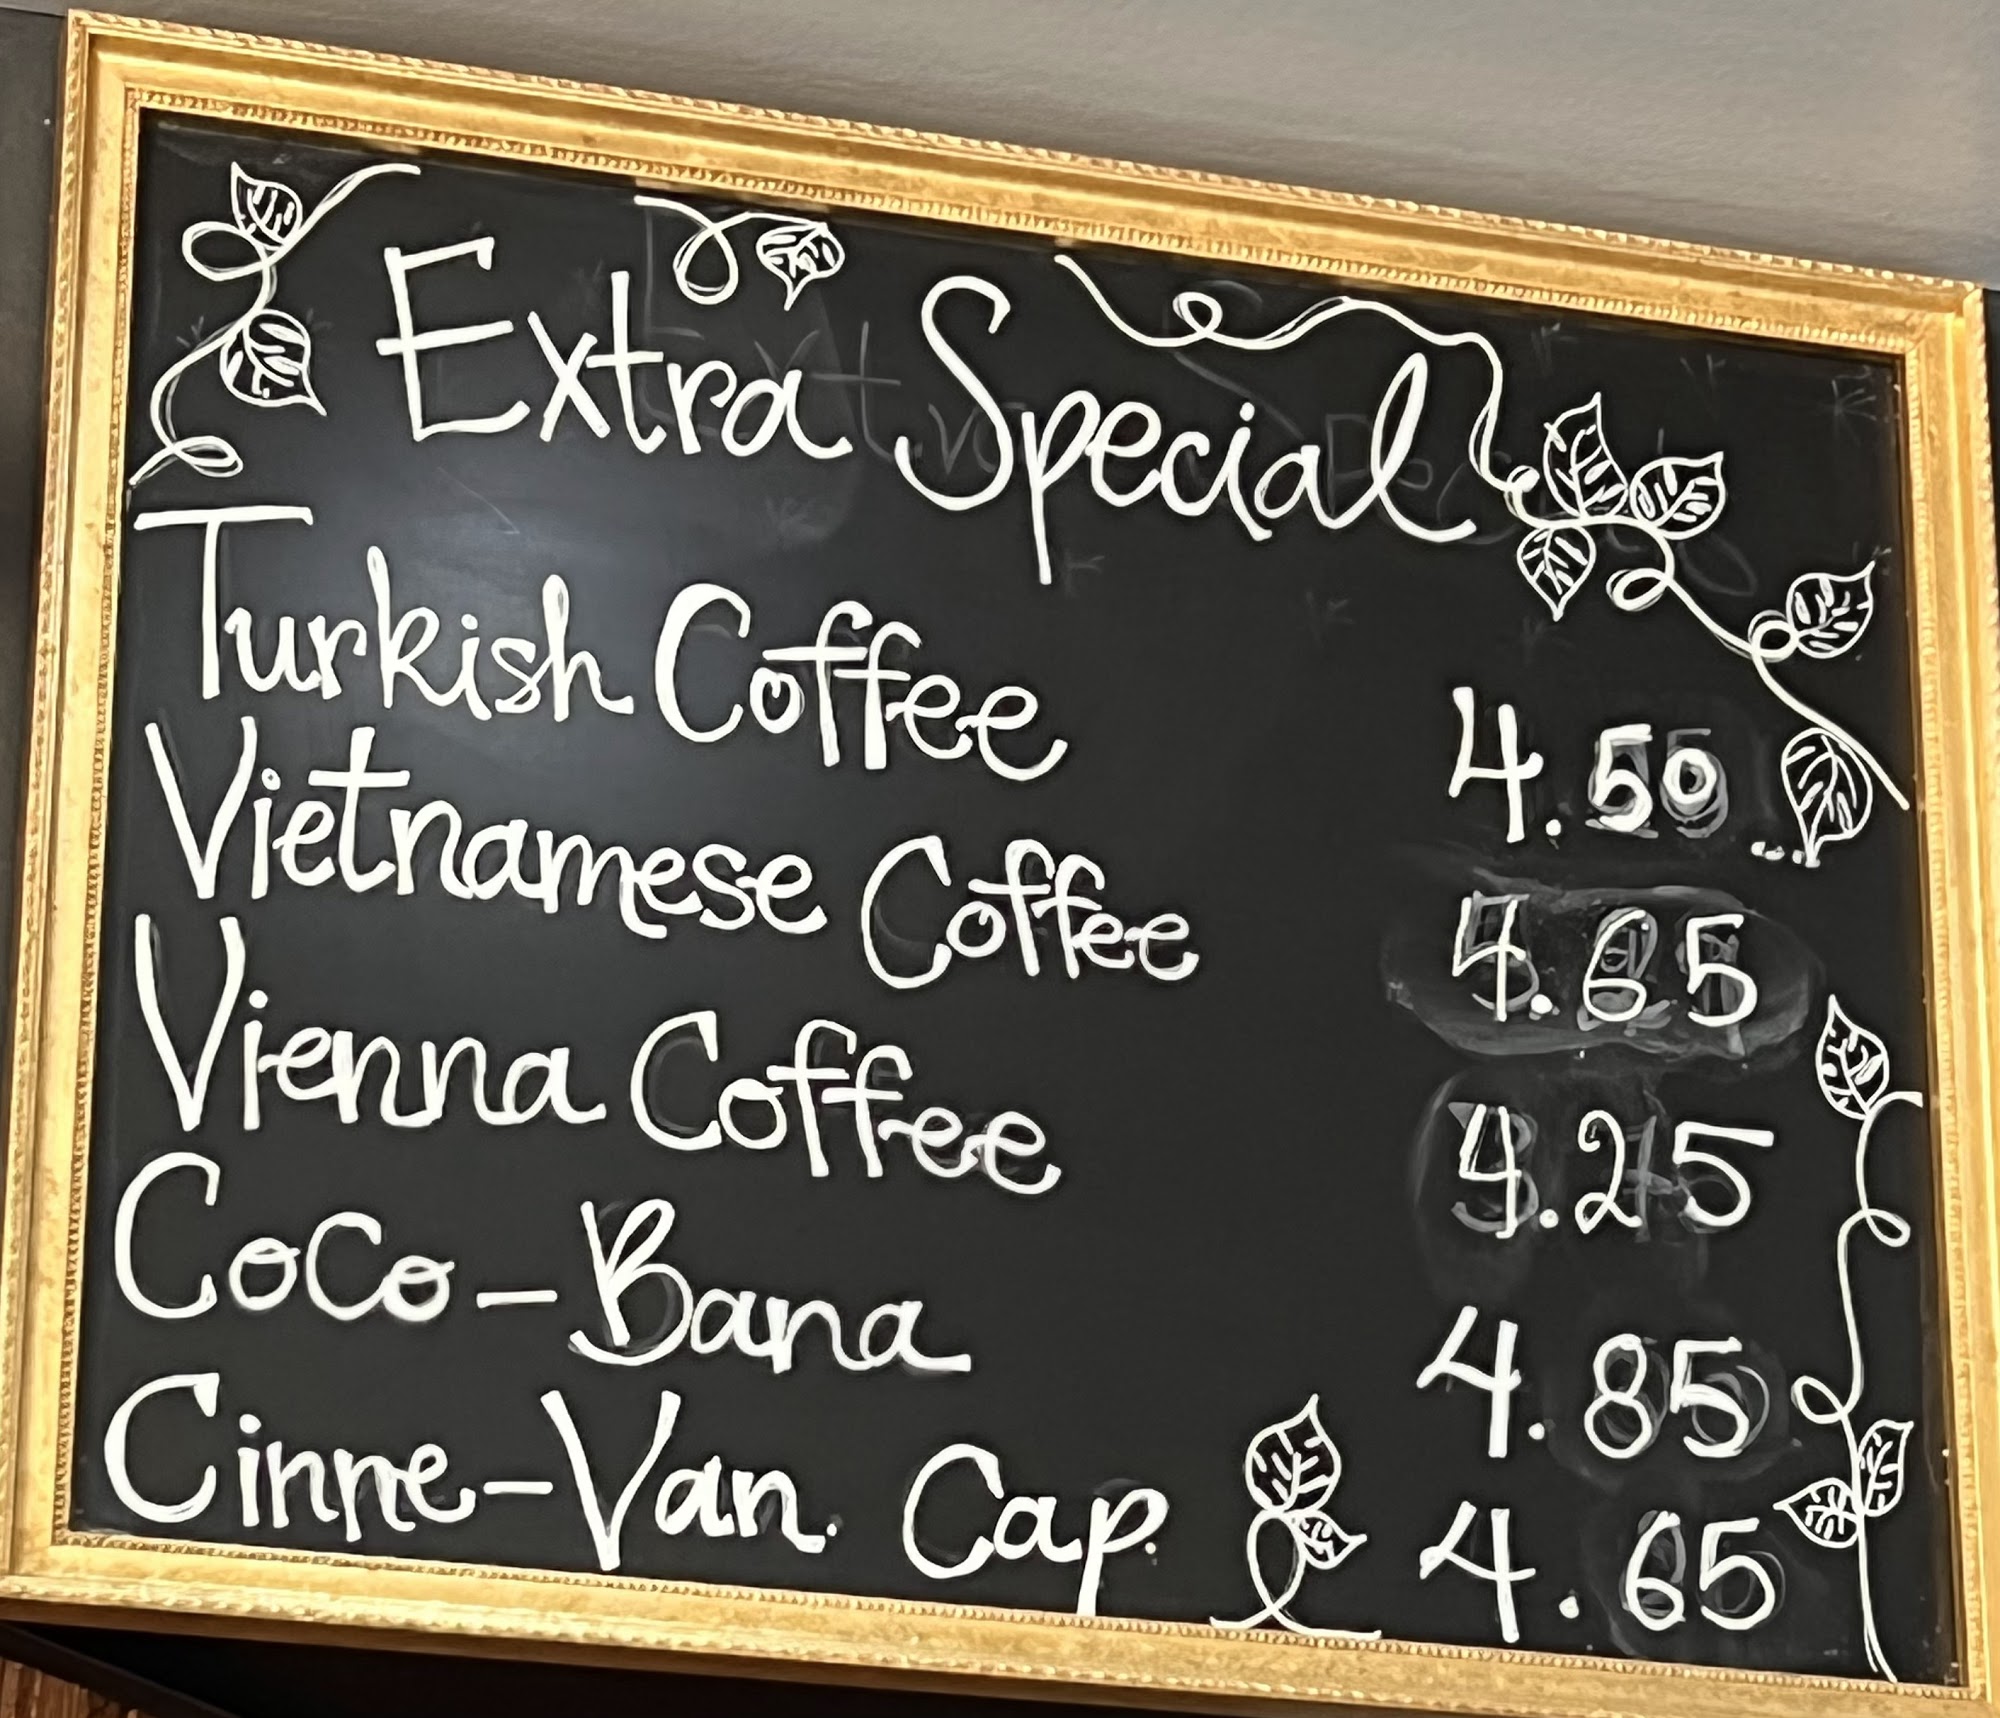 Extra Special
Turkish Coffee 4.50
Vietnamese Coffee 4.65
Vienna Coffee 4.25
CoCo-Bana 4.85
Cinne-Van. Cap. 4.65